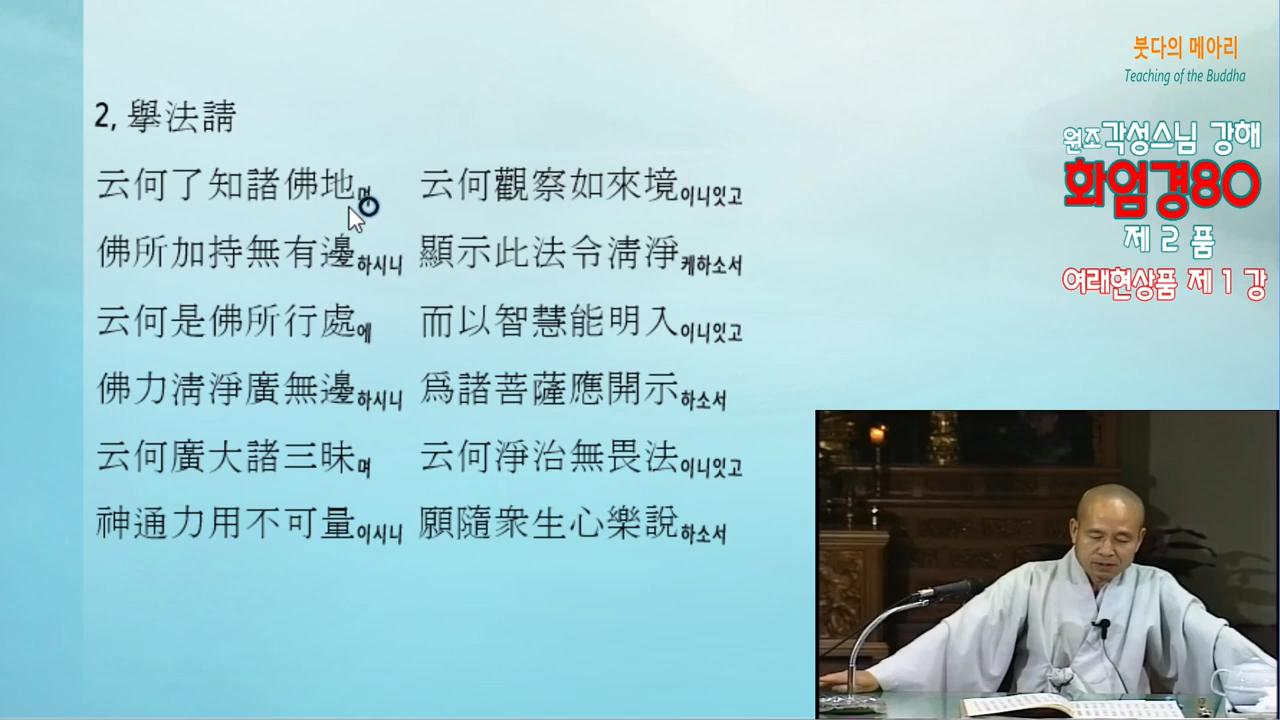 2, 擧法請
云何了知諸佛地며 云何觀察如來境이니잇고
佛所加持無有邊하시니 顯示此法令淸淨케하소서
云何是佛所行處에 而以智慧能明入이니잇고
佛力淸淨廣無邊하시니 爲諸菩薩應開示하소서
云何廣大諸三昧며 云何淨治無畏法이니잇고
神通力用不可量이시니 願隨衆生心樂說하소서
붓다의 메아리
Teaching of the Buddha
원조각성스님 강해
화엄경80
제2품
여래현상품 제1강